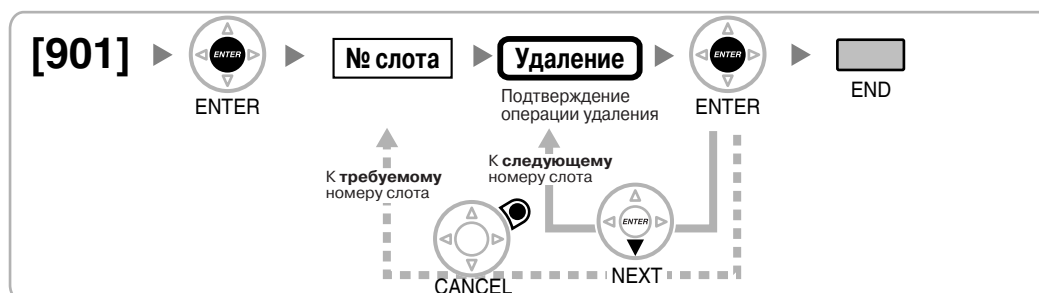 [901]
ENTER
ENTER
№ слота
Удаление
Подтверждение
операции удаления
ENTER
ENTER
END
К требуемому
номеру слота
К следующему
номеру слота
CANCEL
ENTER
NEXT